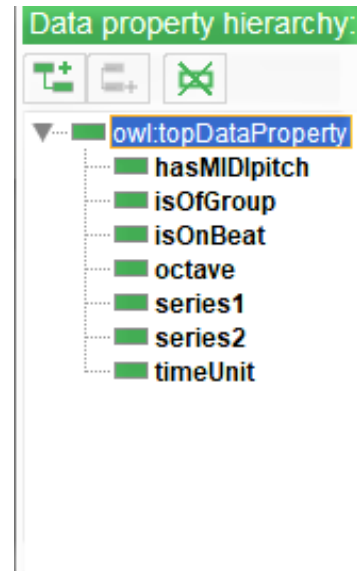 Data property hierarchy:
owl:topDataProperty
hasMIDIpitch
isOfGroup
isOnBeat
octave
series1
series2
timeUnit